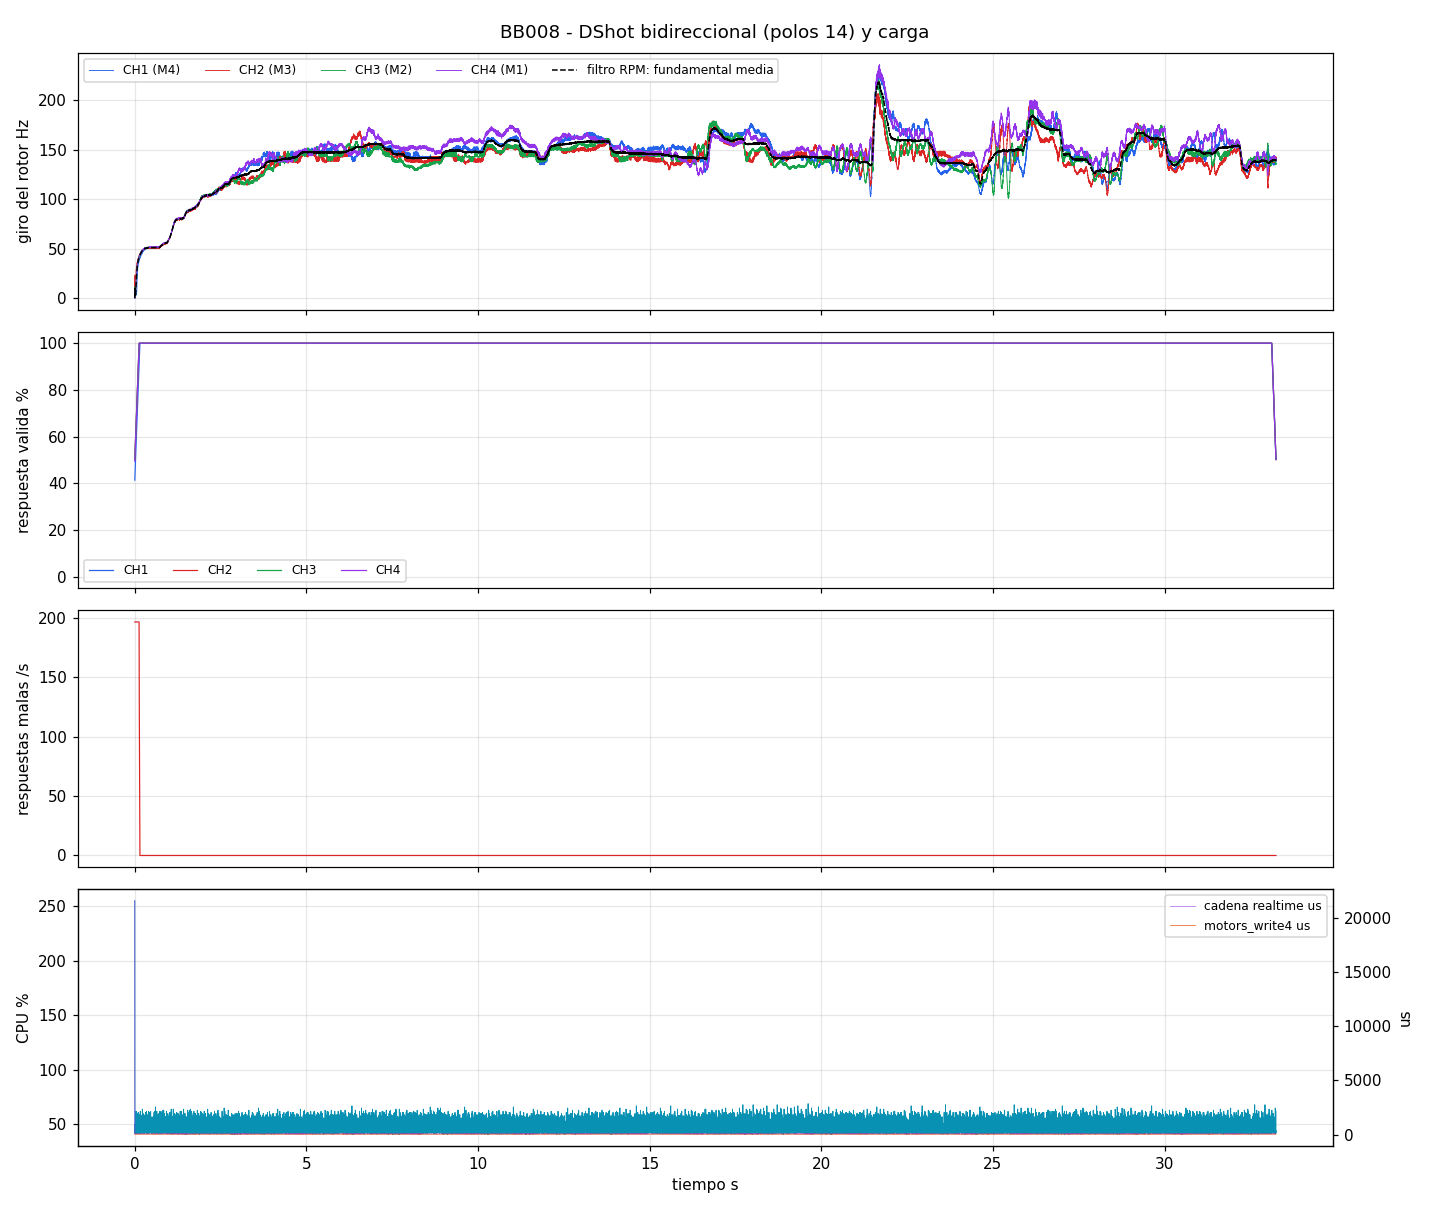 BB008 - DShot bidireccional (polos 14) y carga
CH1 (M4) CH2 (M3) CH3 (M2) CH4 (M1) filtro RPM: fundamental media
giro del rotor Hz
200
150
100
50
0
respuesta valida %
100
80
60
40
20
0
CH1 CH2 CH3 CH4
respuestas malas /s
200
150
100
50
0
CPU %
250
200
150
100
50
cadena realtime us
motors_write4 us
20000
15000
10000
5000
0
us
0 5 10 15 20 25 30
tiempo s